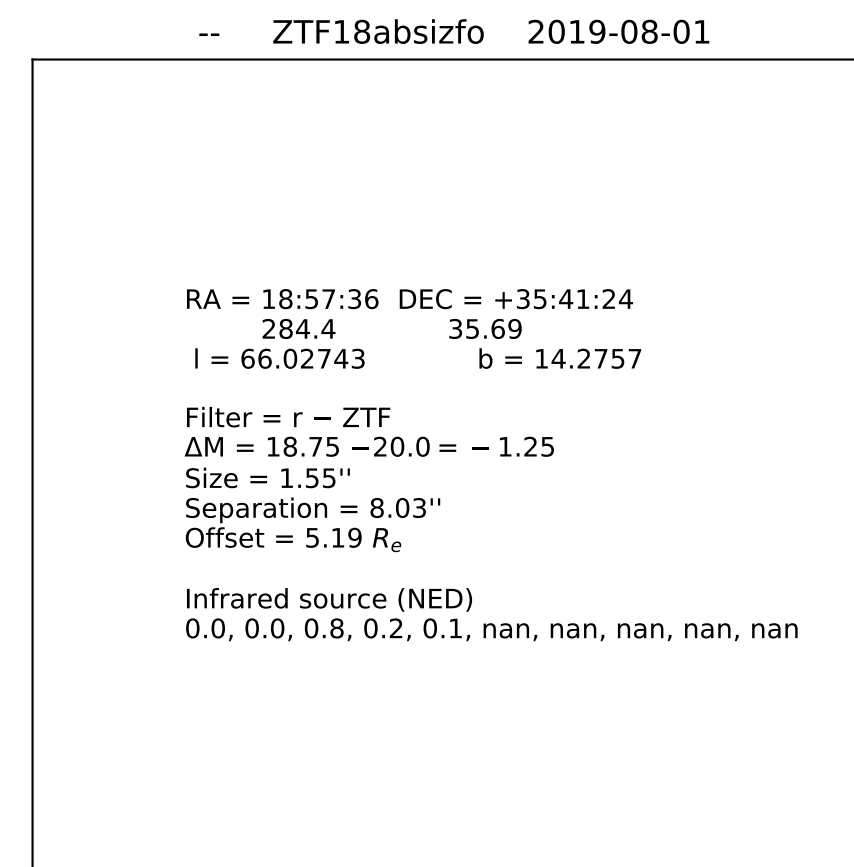 -- ZTF18absizfo 2019-08-01
RA = 18:57:36 DEC = +35:41:24
284.4 35.69
l = 66.02743 b = 14.2757
Filter = r − ZTF
ΔM = 18.75 −20.0 = − 1.25
Size = 1.55''
Separation = 8.03''
Offset = 5.19 Re
Infrared source (NED)
0.0, 0.0, 0.8, 0.2, 0.1, nan, nan, nan, nan, nan